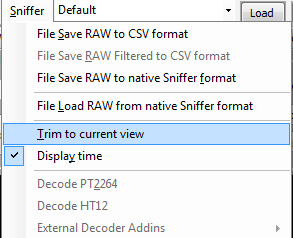 Sniffer Default Load
File Save RAW to CSV format
File Save RAW Filtered to CSV format
File Save RAW to native Sniffer format
File Load RAW from native Sniffer format
Trim to current view
Display time
Decode PT2264
Decode HT12
External Decoder Addins